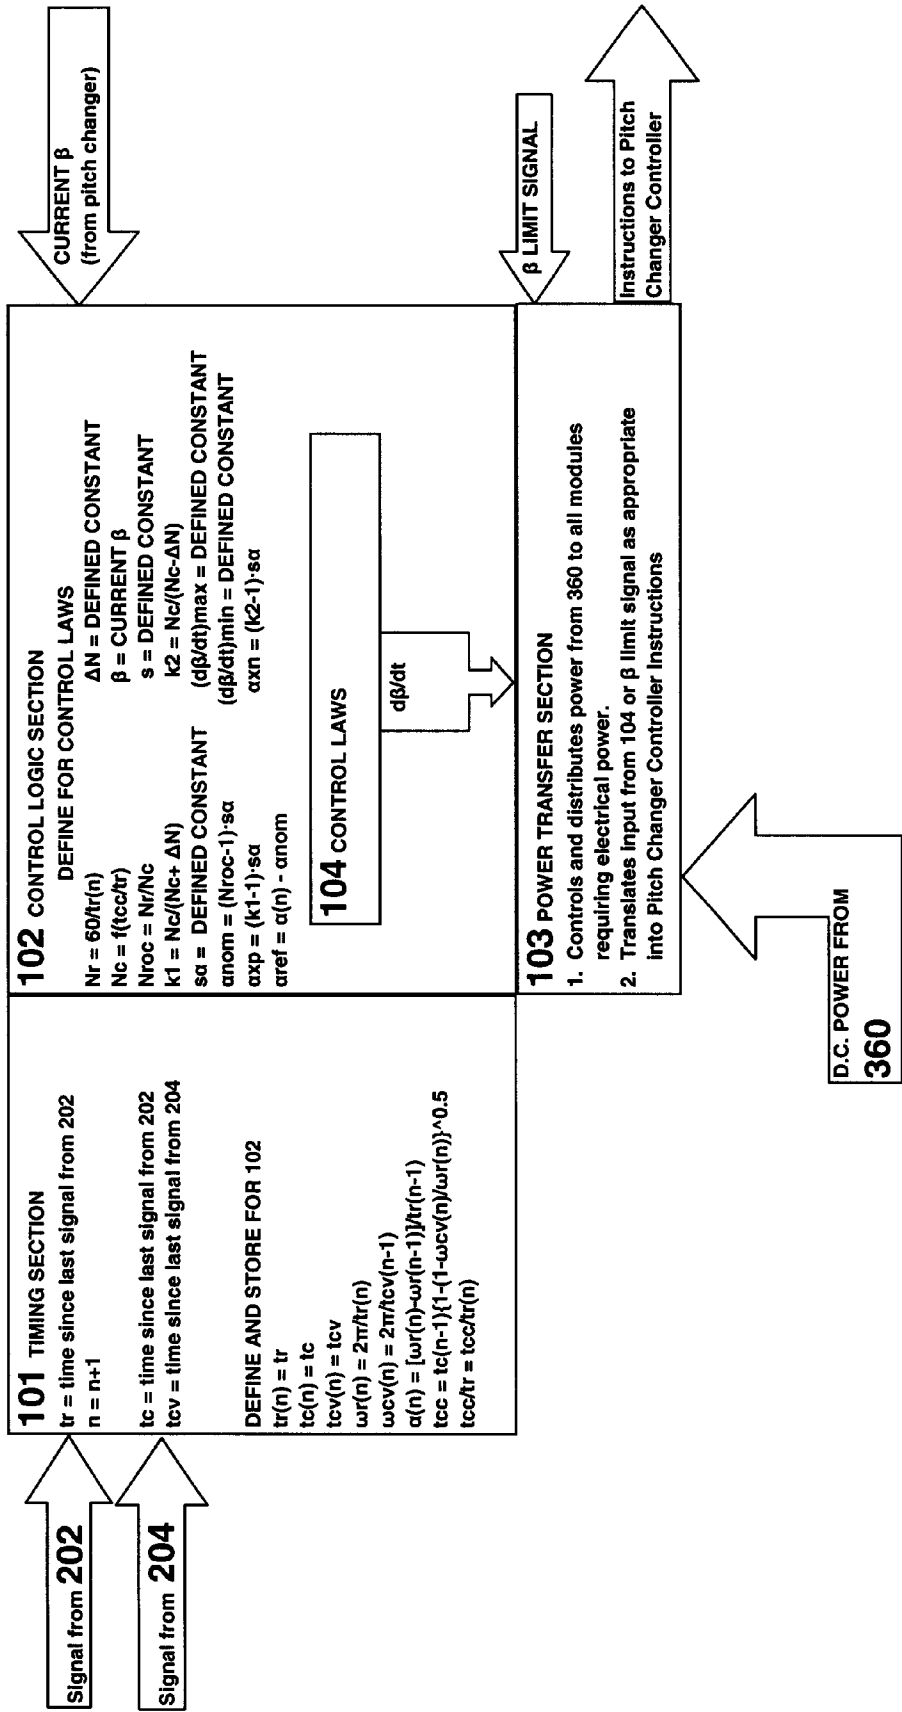 Signal from 202
Signal from 204
101 TIMING SECTION
tr = time since last signal from 202
n = n+1
tc = time since last signal from 202
tcv = time since last signal from 204
DEFINE AND STORE FOR 102
tr(n) = tr
tc(n) = tc
tcv(n) = tcv
ωr(n) = 2π/tr(n)
ωcv(n) = 2π/tcv(n-1)
α(n) = [ωr(n)-ωr(n-1)]/tr(n-1)
tcc = tc(n-1){1-(1-ωcv(n)/ωr(n)}^0.5
tcc/tr = tcc/tr(n)
102 CONTROL LOGIC SECTION
DEFINE FOR CONTROL LAWS
Nr = 60/tr(n)
Nc = f(tcc/tr)
Nroc = Nr/Nc
k1 = Nc/(Nc+ ΔN)
sα = DEFINED CONSTANT
αnom = (Nroc-1)·sα
αxp = (k1-1)·sα
αref = α(n) - αnom
ΔN = DEFINED CONSTANT
β = CURRENT β
s = DEFINED CONSTANT
k2 = Nc/(Nc-ΔN)
(dβ/dt)max = DEFINED CONSTANT
(dβ/dt)min = DEFINED CONSTANT
αxn = (k2-1)·sα
104 CONTROL LAWS
dβ/dt
CURRENT β
(from pitch changer)
103 POWER TRANSFER SECTION
1. Controls and distributes power from 360 to all modules
requiring electrical power.
2. Translates input from 104 or β limit signal as appropriate
into Pitch Changer Controller Instructions
β LIMIT SIGNAL
Instructions to Pitch
Changer Controller
D.C. POWER FROM
360